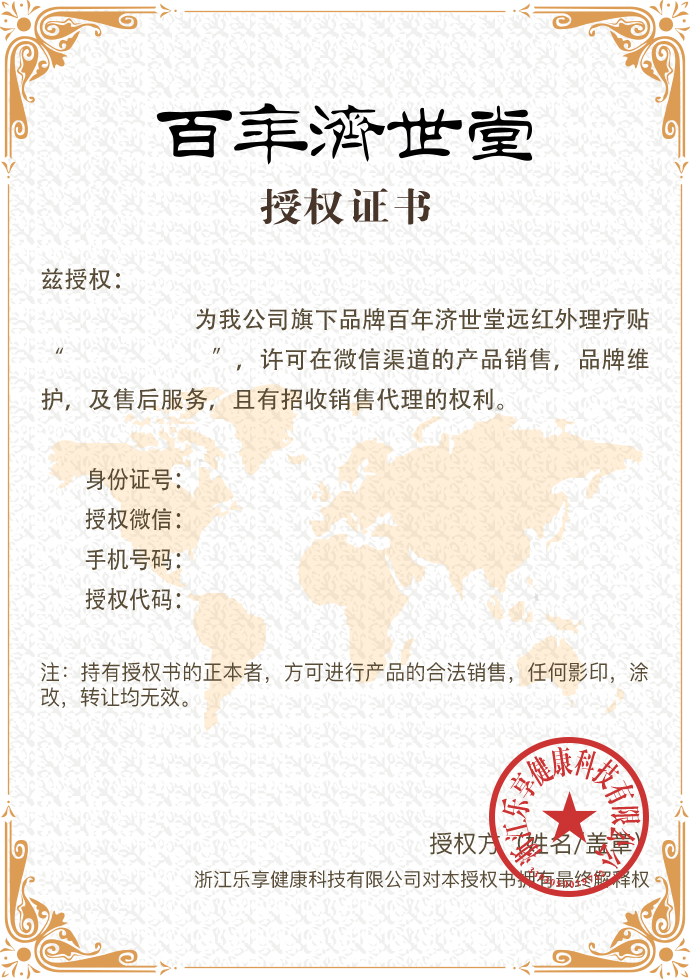 百年濟世堂
授权证书
兹授权：
为我公司旗下品牌百年济世堂远红外理疗贴
“ ”，许可在微信渠道的产品销售，品牌维
护，及售后服务，且有招收销售代理的权利。
身份证号：
授权微信：
手机号码：
授权代码：
注：持有授权书的正本者，方可进行产品的合法销售，任何影印，涂
改，转让均无效。
浙江乐享健康科技有限公司
授权方（姓名/盖章）
浙江乐享健康科技有限公司对本授权书拥有最终解释权